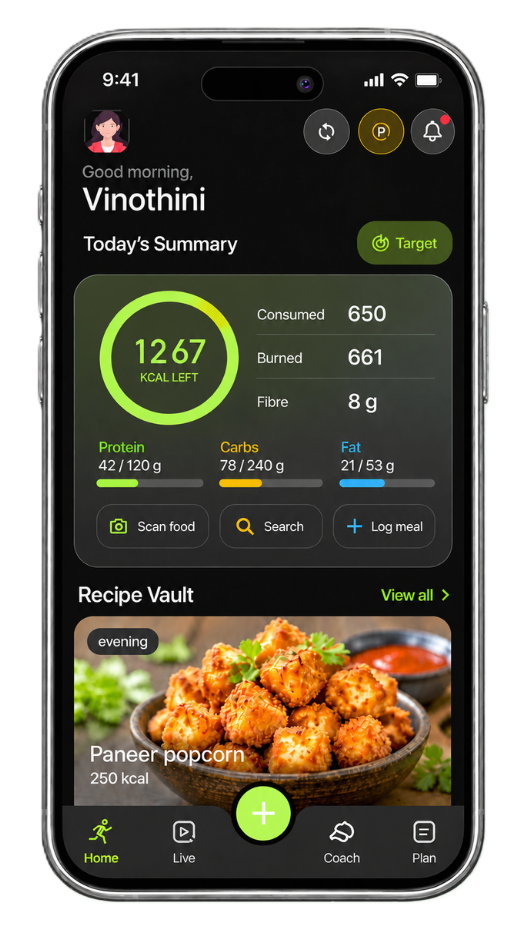 9:41
P
Good morning,
Vinothini
Today's Summary
Target
1267
KCAL LEFT
Consumed 650
Burned 661
Fibre 8 g
Protein Carbs Fat
42 / 120 g 78 / 240 g 21 / 53 g
Scan food Search Log meal
Recipe Vault View all
evening
Paneer popcorn
250 kcal
Home Live Coach Plan